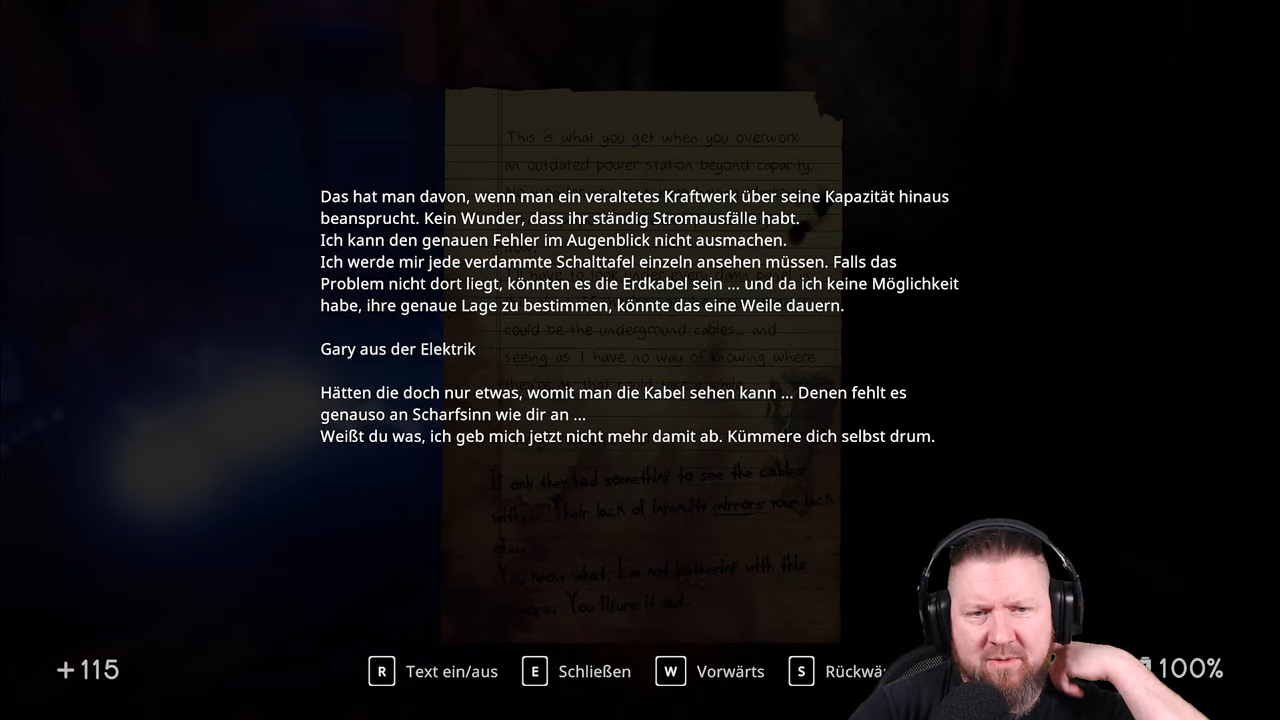 This is what you get when you overwork
an outdated power station beyond capacity.
Das hat man davon, wenn man ein veraltetes Kraftwerk über seine Kapazität hinaus
beansprucht. Kein Wunder, dass ihr ständig Stromausfälle habt.
Ich kann den genauen Fehler im Augenblick nicht ausmachen.
Ich werde mir jede verdammte Schalttafel einzeln ansehen müssen. Falls das
Problem nicht dort liegt, könnten es die Erdkabel sein ... und da ich keine Möglichkeit
habe, ihre genaue Lage zu bestimmen, könnte das eine Weile dauern.
could be the underground cables... and
Gary aus der Elektrik
seeing as I have no way of knowing where
Hätten die doch nur etwas, womit man die Kabel sehen kann ... Denen fehlt es
genauso an Scharfsinn wie dir an ...
Weißt du was, ich geb mich jetzt nicht mehr damit ab. Kümmere dich selbst drum.
If only they had something to see the cables
with... Their lack of ingenuity mirrors your lack
of...
You know what, I'm not bothering with this
anymore. You figure it out.
+115
R Text ein/aus
E Schließen
W Vorwärts
S
100%